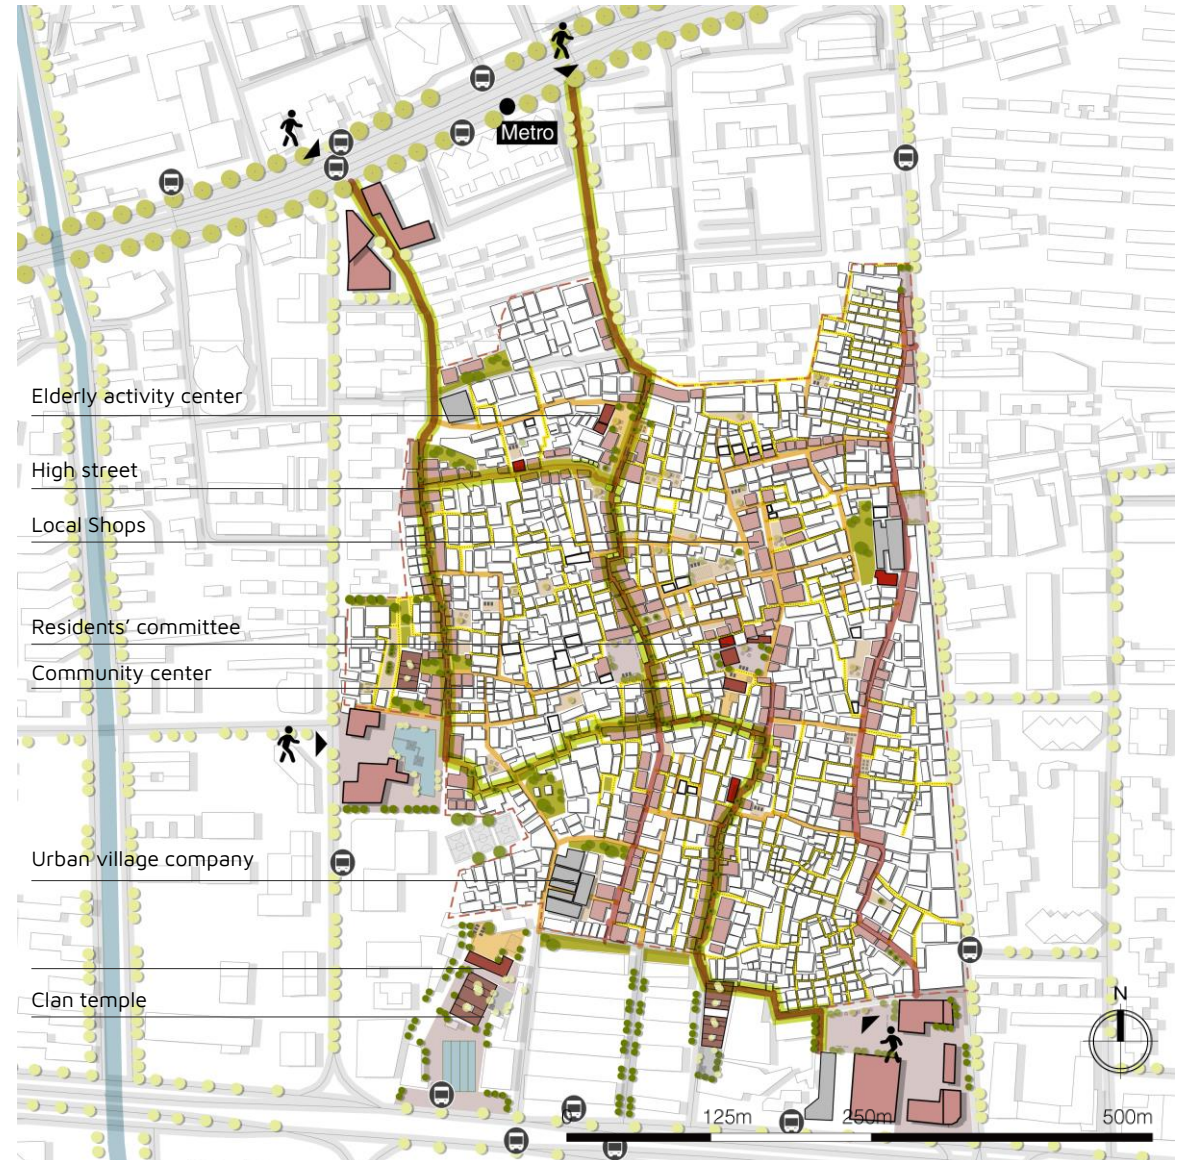 Metro
Elderly activity center
High street
Local Shops
Residents' committee
Community center
Urban village company
Clan temple
N
0 125m 250m 500m